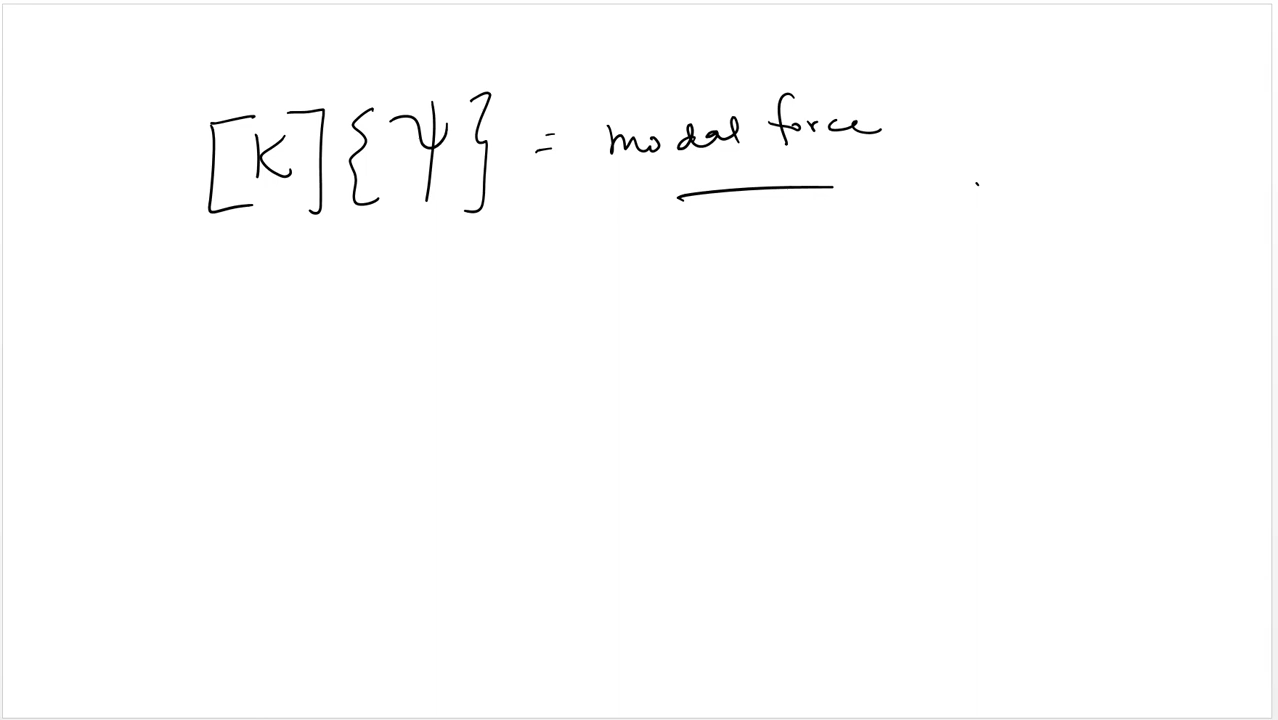 [K]{ψ} = modal force